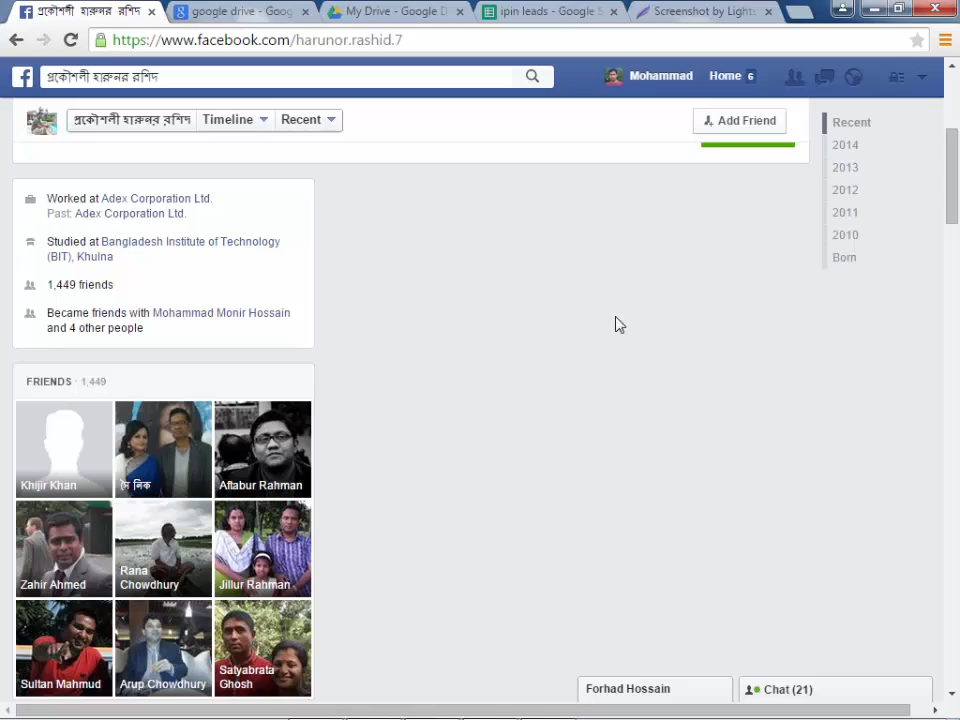 প্রকৌশলী হারুনর রশিদ
google drive - Goog
My Drive - Google D
ipin leads - Google S
Screenshot by Lights
https://www.facebook.com/harunor.rashid.7
প্রকৌশলী হারুনর রশিদ
Mohammad
Home 6
প্রকৌশলী হারুনর রশিদ
Timeline
Recent
Add Friend
Recent
2014
2013
2012
2011
2010
Born
Worked at Adex Corporation Ltd.
Past: Adex Corporation Ltd.
Studied at Bangladesh Institute of Technology
(BIT), Khulna
1,449 friends
Became friends with Mohammad Monir Hossain
and 4 other people
FRIENDS · 1,449
Khijir Khan
দৈ নিক
Aftabur Rahman
Zahir Ahmed
Rana
Chowdhury
Jillur Rahman
Sultan Mahmud
Arup Chowdhury
Satyabrata
Ghosh
Forhad Hossain
Chat (21)